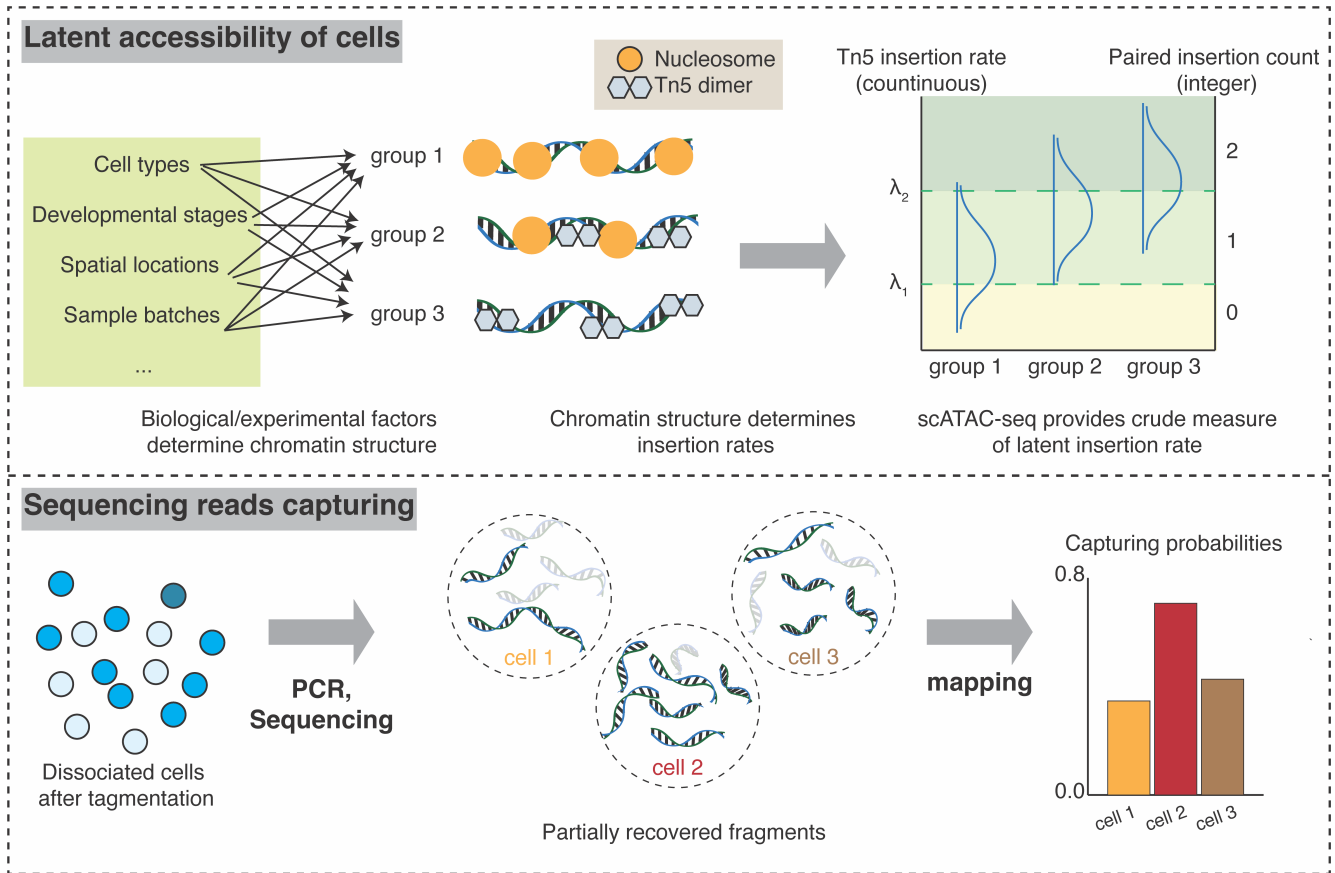 Latent accessibility of cells
Nucleosome
Tn5 dimer
Cell types
Developmental stages
Spatial locations
Sample batches
...
group 1
group 2
group 3
Tn5 insertion rate
(countinuous)
Paired insertion count
(integer)
λ2
λ1
2
1
0
group 1 group 2 group 3
Biological/experimental factors
determine chromatin structure
Chromatin structure determines
insertion rates
scATAC-seq provides crude measure
of latent insertion rate
Sequencing reads capturing
Dissociated cells
after tagmentation
PCR,
Sequencing
cell 1
cell 2
cell 3
Partially recovered fragments
mapping
Capturing probabilities
0.8
0.0
cell 1 cell 2 cell 3